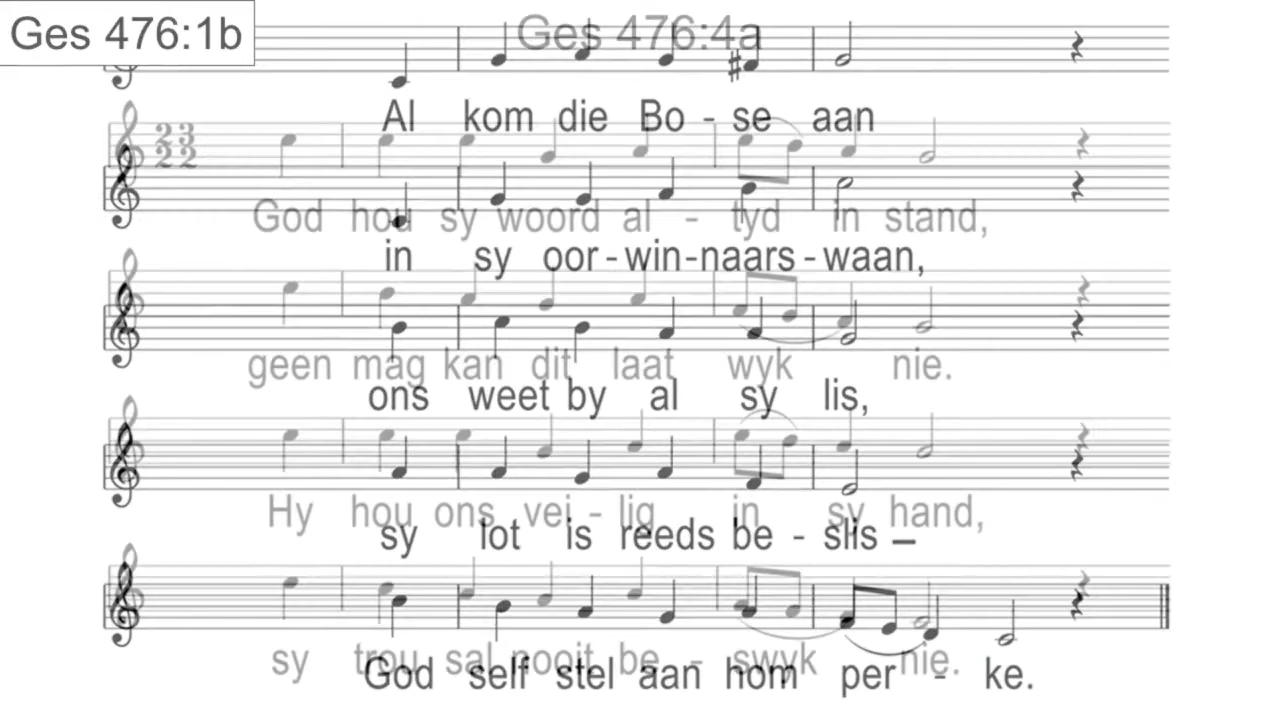 Ges 476:1b
Ges 476:4a
Al kom die Bo - se aan
God hou sy woord al - tyd in stand,
in sy oor - win - naars - waan,
geen mag kan dit laat wyk nie.
ons weet by al sy lis,
Hy hou ons vei - lig in sy hand,
sy lot is reeds be - slis –
sy trou sal nooit be - swyk nie.
God self stel aan hom per - ke.